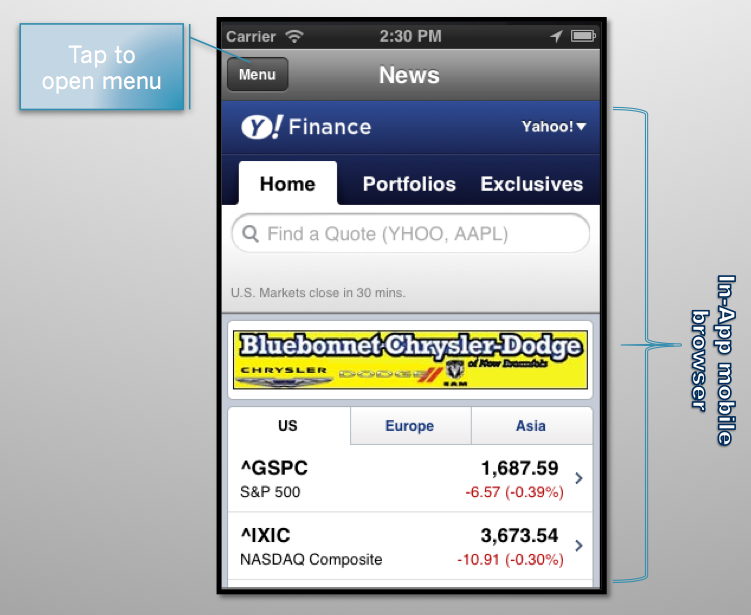 Tap to
open menu
Carrier 2:30 PM
Menu News
Y! Finance Yahoo!
Home Portfolios Exclusives
Find a Quote (YHOO, AAPL)
U.S. Markets close in 30 mins.
Bluebonnet Chrysler-Dodge
of New Braunfels
CHRYSLER DODGE RAM
US Europe Asia
^GSPC 1,687.59
S&P 500 -6.57 (-0.39%)
^IXIC 3,673.54
NASDAQ Composite -10.91 (-0.30%)
In-App mobile
browser